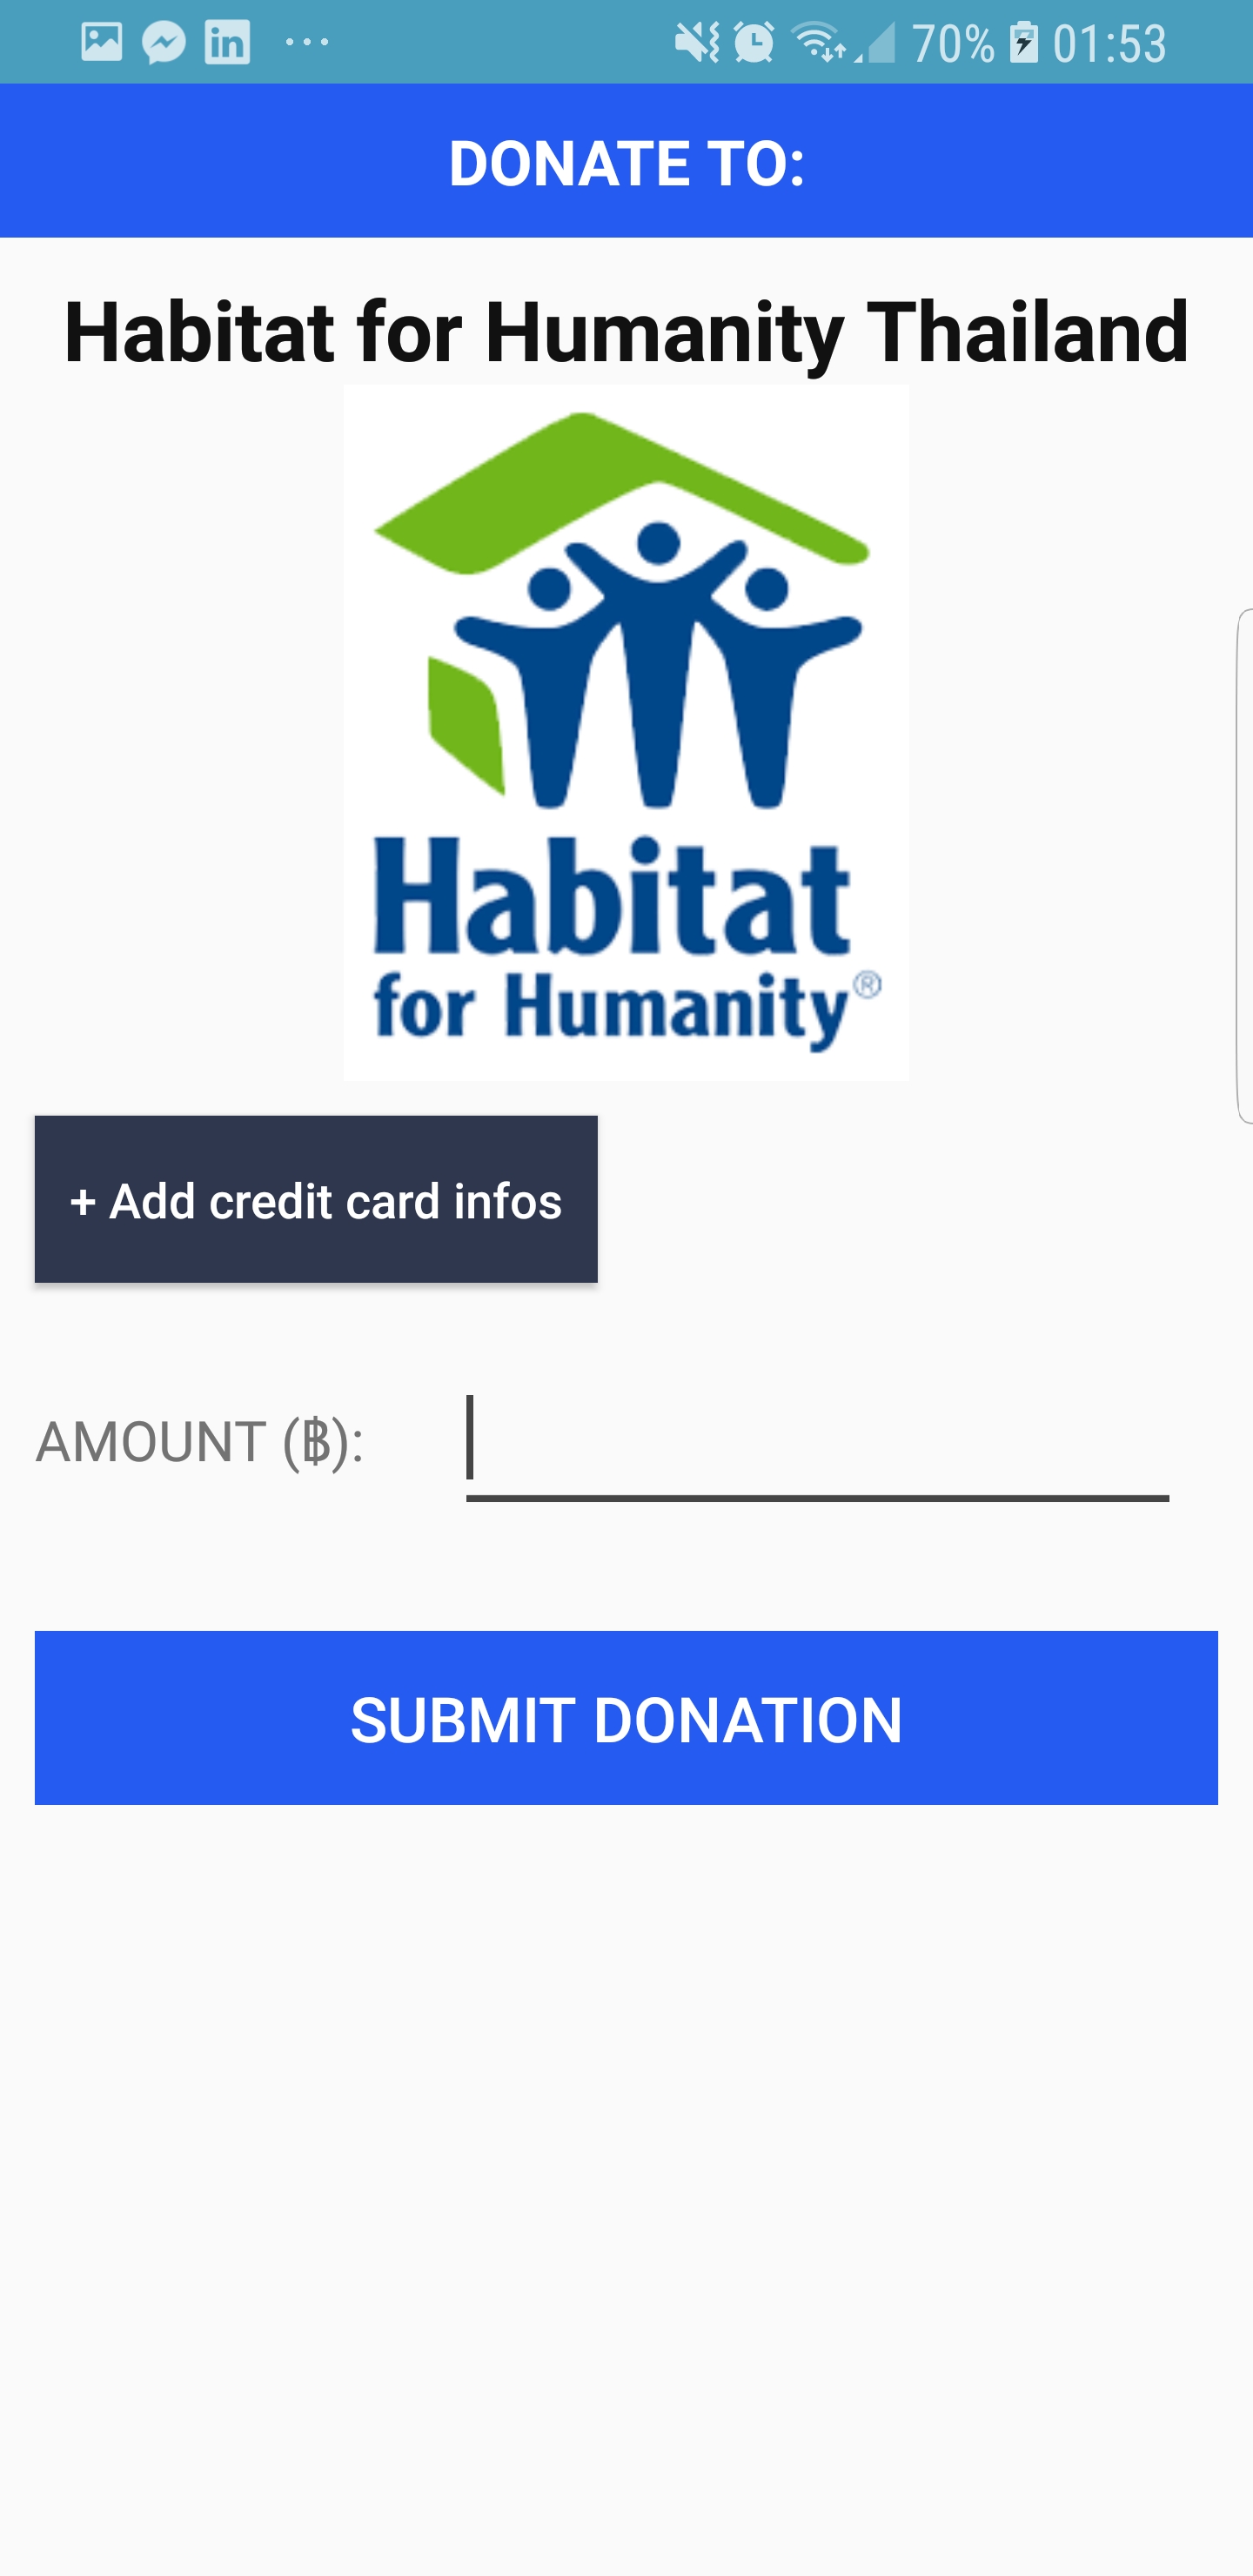 70% 01:53
DONATE TO:
Habitat for Humanity Thailand
Habitat
for Humanity®
+ Add credit card infos
AMOUNT (฿):
SUBMIT DONATION